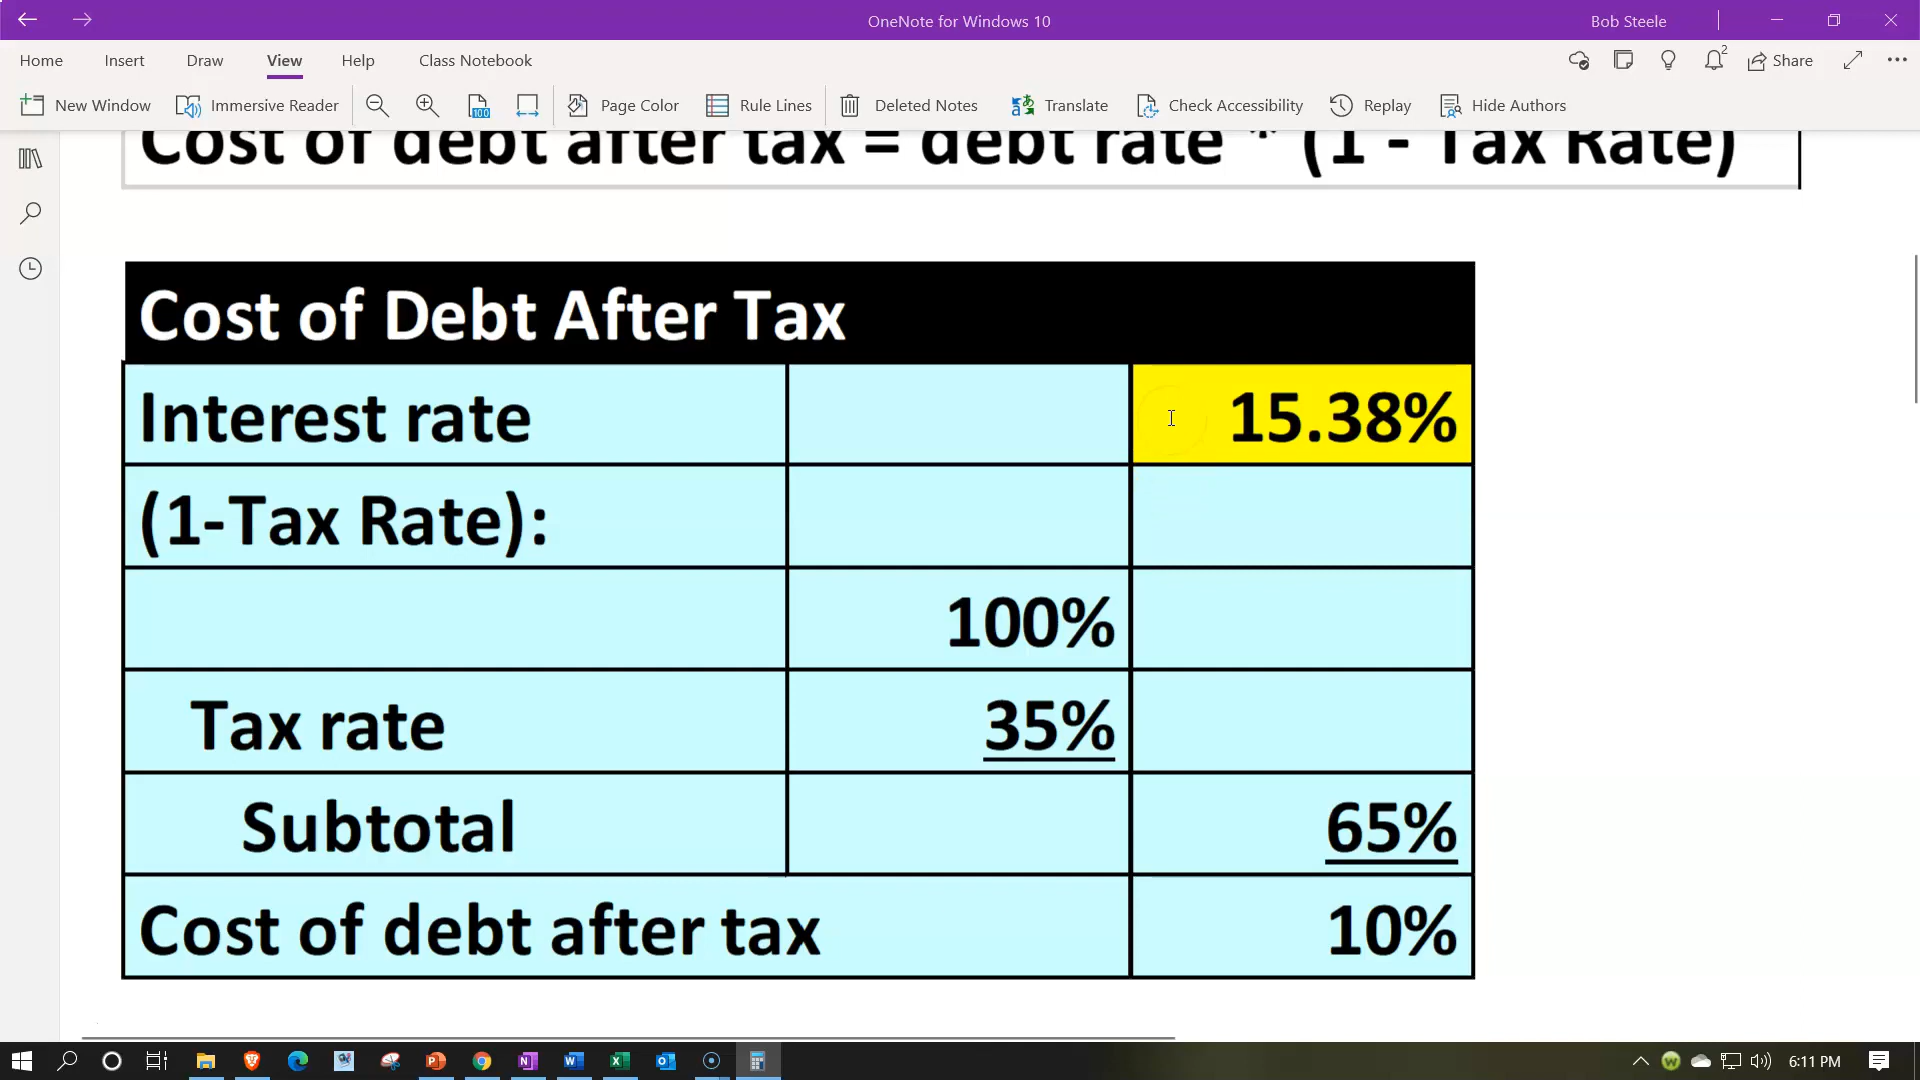 OneNote for Windows 10
Bob Steele
Home Insert Draw View Help Class Notebook
2
Share
New Window Immersive Reader 100 Page Color Rule Lines Deleted Notes Translate Check Accessibility Replay Hide Authors
Cost of debt after tax = debt rate * (1 - Tax Rate)
Cost of Debt After Tax
Interest rate 15.38%
(1-Tax Rate):
100%
Tax rate 35%
Subtotal 65%
Cost of debt after tax 10%
6:11 PM